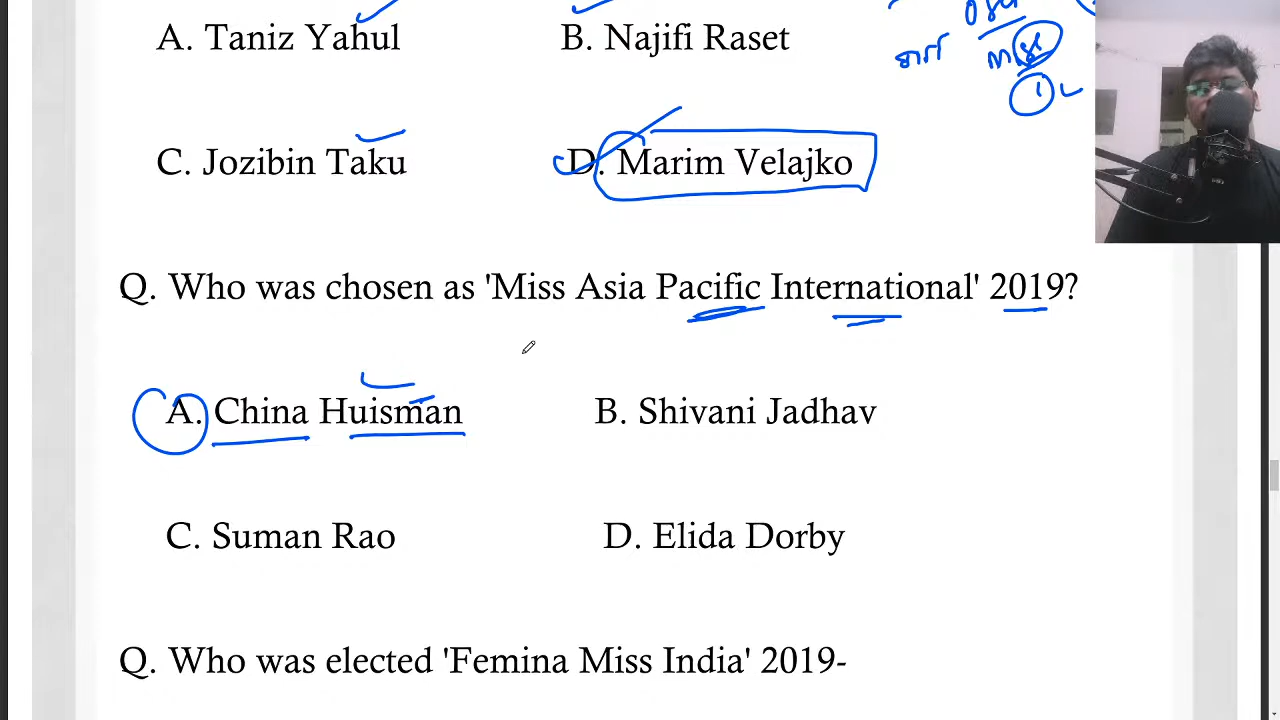 A. Taniz Yahul B. Najifi Raset
C. Jozibin Taku D. Marim Velajko
Q. Who was chosen as 'Miss Asia Pacific International' 2019?
A. China Huisman B. Shivani Jadhav
C. Suman Rao D. Elida Dorby
Q. Who was elected 'Femina Miss India' 2019-